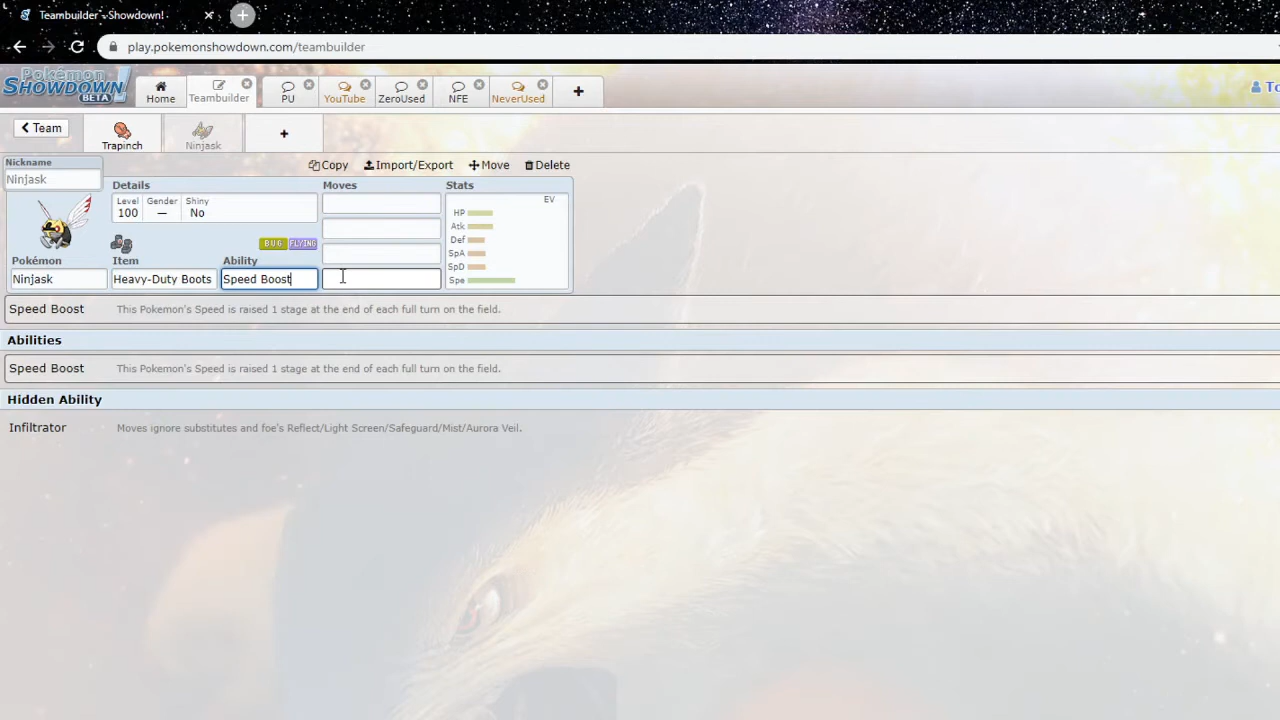 Teambuilder - Showdown!
play.pokemonshowdown.com/teambuilder
Pokémon
SHOWDOWN!
BETA
Home
Teambuilder
PU
YouTube
ZeroUsed
NFE
NeverUsed
Team
Trapinch
Ninjask
Nickname
Ninjask
Copy
Import/Export
Move
Delete
Details
Moves
Stats
Level
Gender
Shiny
EV
100
—
No
HP
Atk
Def
SpA
SpD
Spe
BUG FLYING
Pokémon
Item
Ability
Ninjask
Heavy-Duty Boots
Speed Boost
Speed Boost This Pokemon's Speed is raised 1 stage at the end of each full turn on the field.
Abilities
Speed Boost This Pokemon's Speed is raised 1 stage at the end of each full turn on the field.
Hidden Ability
Infiltrator Moves ignore substitutes and foe's Reflect/Light Screen/Safeguard/Mist/Aurora Veil.